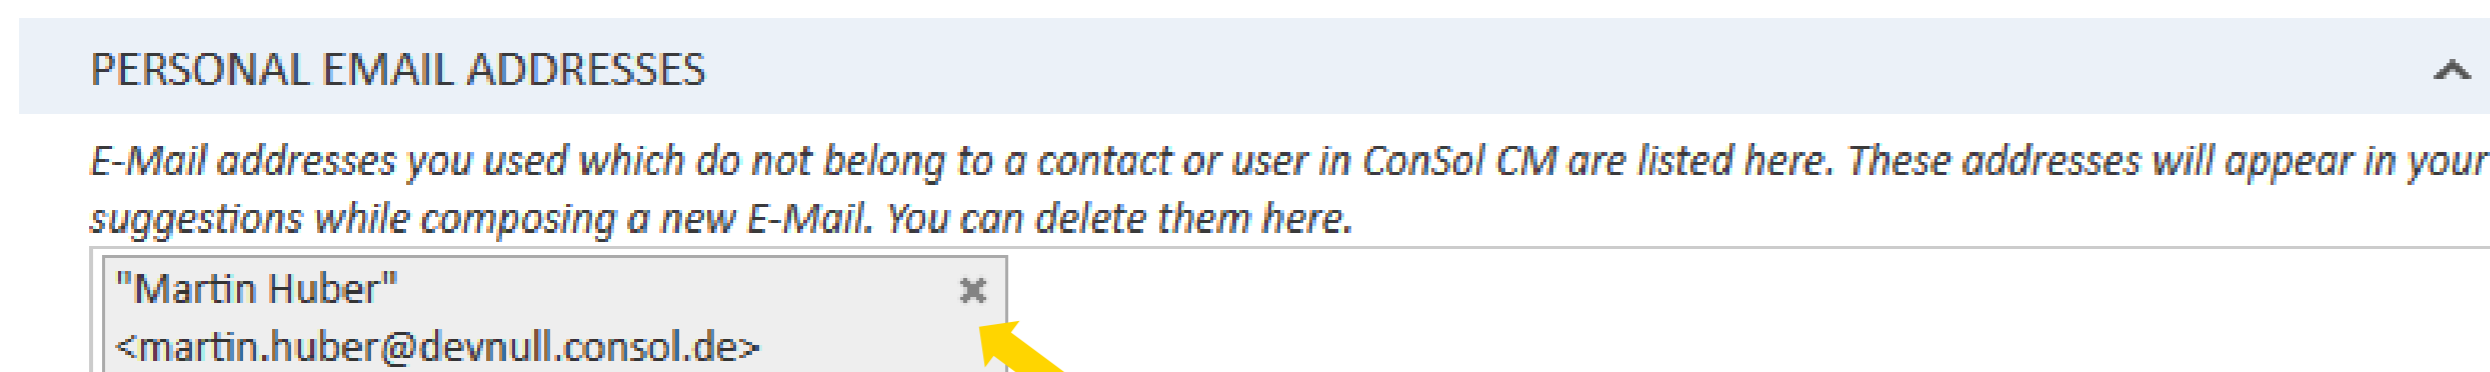 PERSONAL EMAIL ADDRESSES
E-Mail addresses you used which do not belong to a contact or user in ConSol CM are listed here. These addresses will appear in your
suggestions while composing a new E-Mail. You can delete them here.
"Martin Huber"
<martin.huber@devnull.consol.de>